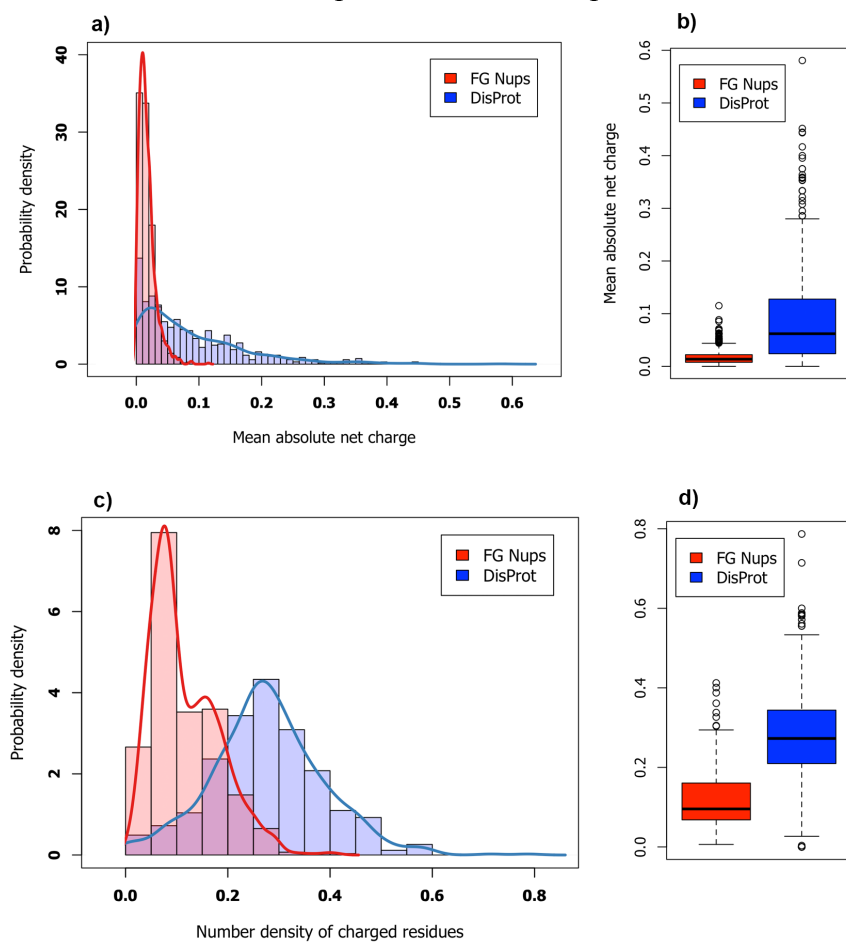 a)
Probability density
0
10
20
30
40
FG Nups
DisProt
0.0 0.1 0.2 0.3 0.4 0.5 0.6
Mean absolute net charge
b)
Mean absolute net charge
0.0
0.1
0.2
0.3
0.4
0.5
0.6
FG Nups
DisProt
c)
Probability density
0
2
4
6
8
FG Nups
DisProt
0.0 0.2 0.4 0.6 0.8
Number density of charged residues
d)
0.0
0.2
0.4
0.6
0.8
FG Nups
DisProt